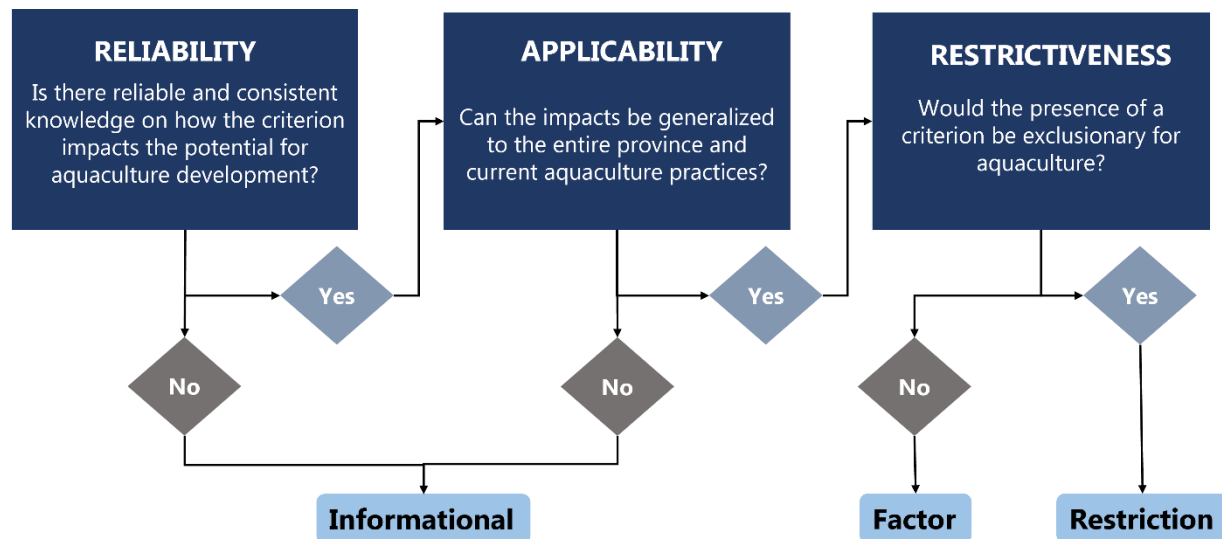 RELIABILITY
Is there reliable and consistent
knowledge on how the criterion
impacts the potential for
aquaculture development?
APPLICABILITY
Can the impacts be generalized
to the entire province and
current aquaculture practices?
RESTRICTIVENESS
Would the presence of a
criterion be exclusionary for
aquaculture?
Yes
Yes
Yes
No
No
No
Informational
Factor
Restriction